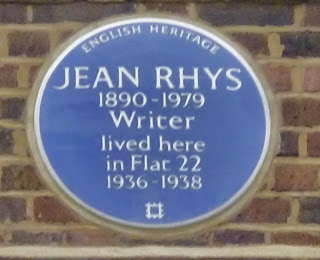 ENGLISH HERITAGE
JEAN RHYS
1890-1979
Writer
lived here
in Flat 22
1936-1938